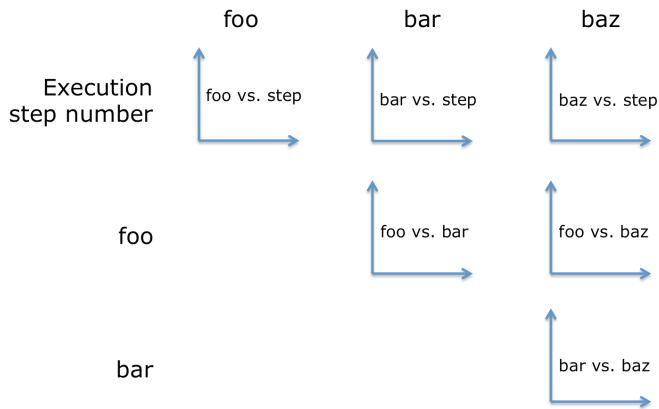 foo bar baz
Execution
step number
foo vs. step
bar vs. step
baz vs. step
foo
foo vs. bar
foo vs. baz
bar
bar vs. baz